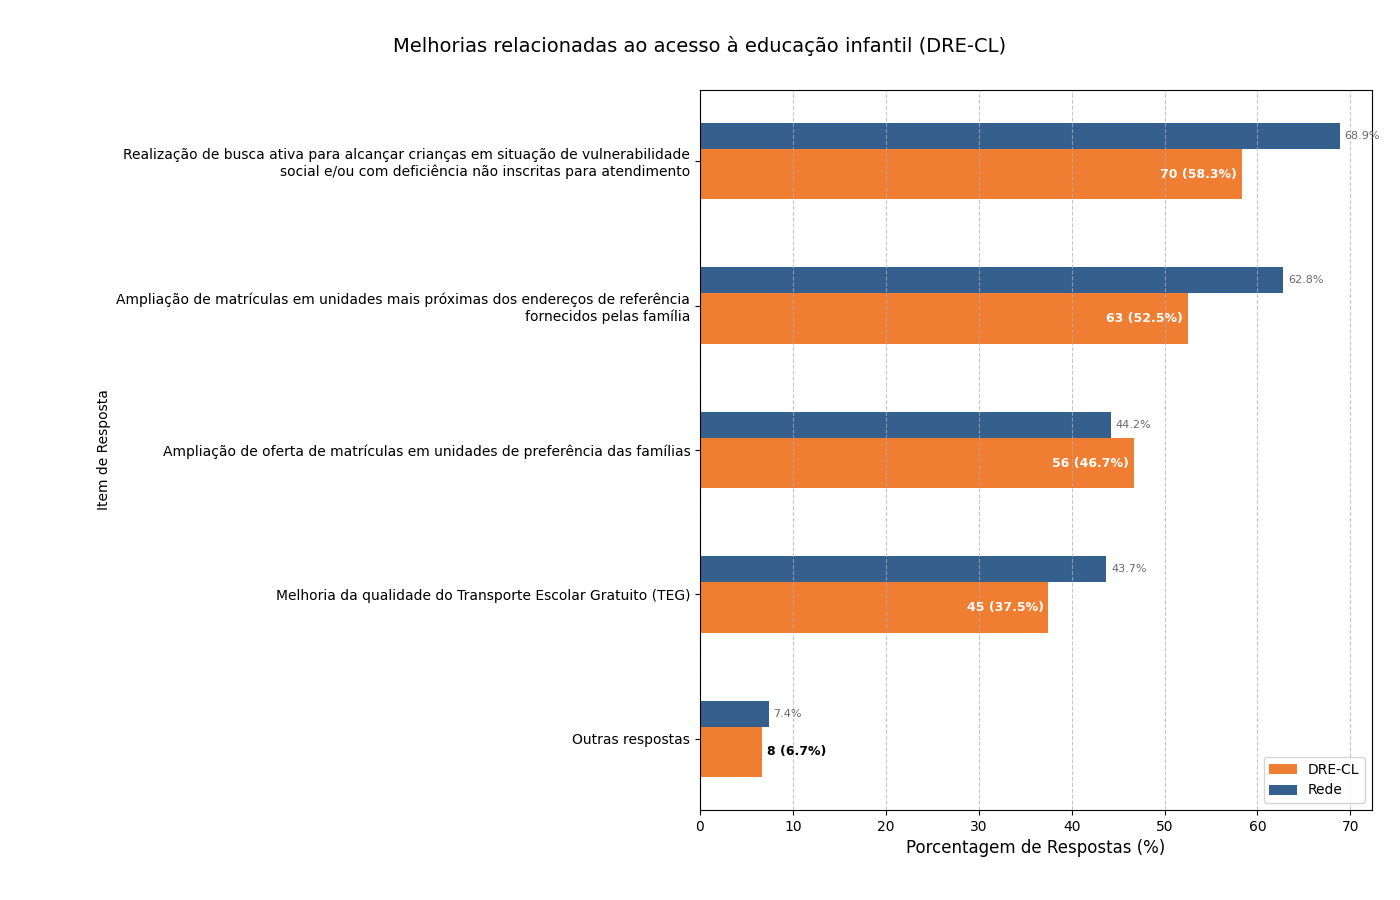 Melhorias relacionadas ao acesso à educação infantil (DRE-CL)
Item de Resposta
Realização de busca ativa para alcançar crianças em situação de vulnerabilidade
social e/ou com deficiência não inscritas para atendimento
68.9%
70 (58.3%)
Ampliação de matrículas em unidades mais próximas dos endereços de referência
fornecidos pelas família
62.8%
63 (52.5%)
Ampliação de oferta de matrículas em unidades de preferência das famílias
44.2%
56 (46.7%)
Melhoria da qualidade do Transporte Escolar Gratuito (TEG)
43.7%
45 (37.5%)
Outras respostas
7.4%
8 (6.7%)
DRE-CL
Rede
0 10 20 30 40 50 60 70
Porcentagem de Respostas (%)